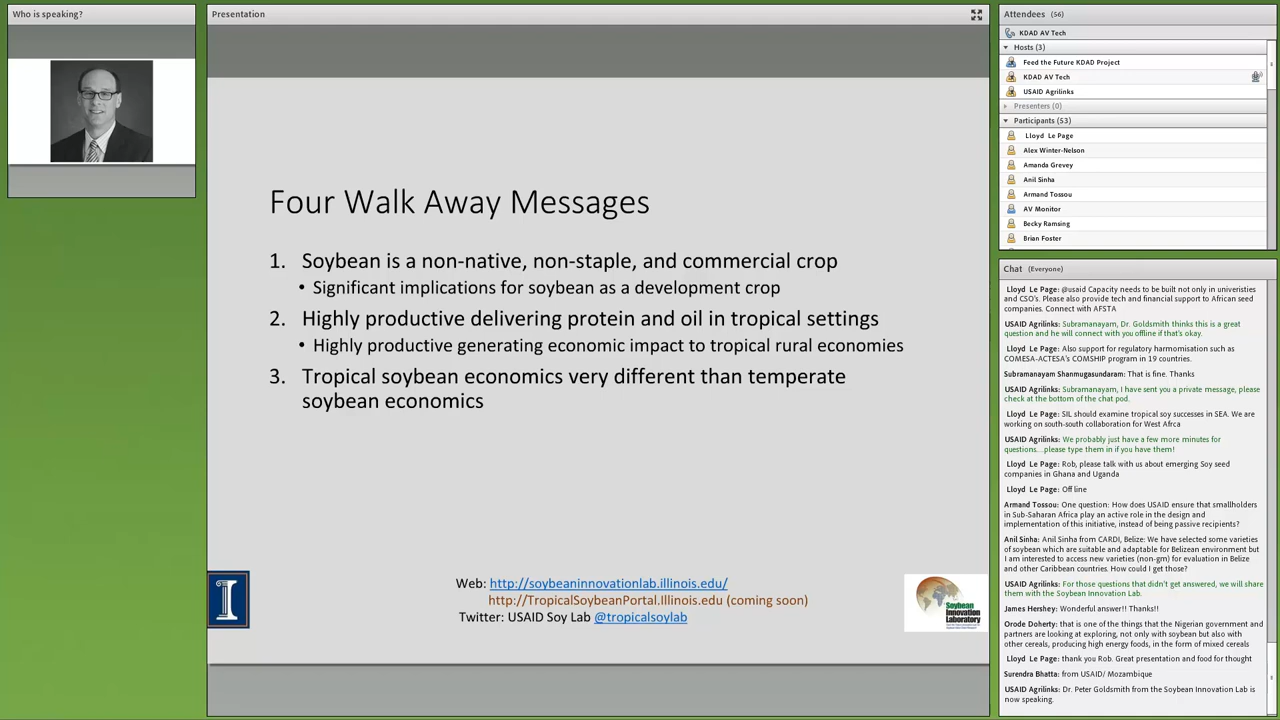 Who is speaking?
Presentation
Four Walk Away Messages
1. Soybean is a non-native, non-staple, and commercial crop
• Significant implications for soybean as a development crop
2. Highly productive delivering protein and oil in tropical settings
• Highly productive generating economic impact to tropical rural economies
3. Tropical soybean economics very different than temperate
soybean economics
Web: http://soybeaninnovationlab.illinois.edu/
http://TropicalSoybeanPortal.Illinois.edu (coming soon)
Twitter: USAID Soy Lab @tropicalsoylab
I
Soybean
Innovation
Laboratory
Attendees (56)
KDAD AV Tech
Hosts (3)
Feed the Future KDAD Project
KDAD AV Tech
USAID Agrilinks
Presenters (0)
Participants (53)
Lloyd Le Page
Alex Winter-Nelson
Amanda Grevey
Anil Sinha
Armand Tossou
AV Monitor
Becky Ramsing
Brian Foster
Chat (Everyone)
Lloyd Le Page: @usaid Capacity needs to be built not only in univeristies
and CSO's. Please also provide tech and financial support to African seed
companies. Connect with AFSTA
USAID Agrilinks: Subramanayam, Dr. Goldsmith thinks this is a great
question and he will connect with you offline if that's okay.
Lloyd Le Page: Also support for regulatory harmonisation such as
COMESA-ACTESA's COMSHIP program in 19 countries.
Subramanayam Shanmugasundaram: That is fine. Thanks
USAID Agrilinks: Subramanayam, I have sent you a private message, please
check at the bottom of the chat pod.
Lloyd Le Page: SIL should examine tropical soy successes in SEA. We are
working on south-south collaboration for West Afrca
USAID Agrilinks: We probably just have a few more minutes for
questions...please type them in if you have them!
Lloyd Le Page: Rob, please talk with us about emerging Soy seed
companies in Ghana and Uganda
Lloyd Le Page: Off line
Armand Tossou: One question: How does USAID ensure that smallholders
in Sub-Saharan Africa play an active role in the design and
implementation of this initiative, instead of being passive recipients?
Anil Sinha: Anil Sinha from CARDI, Belize: We have selected some varieties
of soybean which are suitable and adaptable for Belizean environment but
I am interested to access new varieties (non-gm) for evaluation in Belize
and other Caribbean countries. How could I get those?
USAID Agrilinks: For those questions that didn't get answered, we will share
them with the Soybean Innovation Lab.
James Hershey: Wonderful answer!! Thanks!!
Orode Doherty: that is one of the things that the Nigerian government and
partners are looking at exploring, not only with soybean but also with
other cereals, producing high energy foods, in the form of mixed cereals
Lloyd Le Page: thank you Rob. Great presentation and food for thought
Surendra Bhatta: from USAID/ Mozambique
USAID Agrilinks: Dr. Peter Goldsmith from the Soybean Innovation Lab is
now speaking.